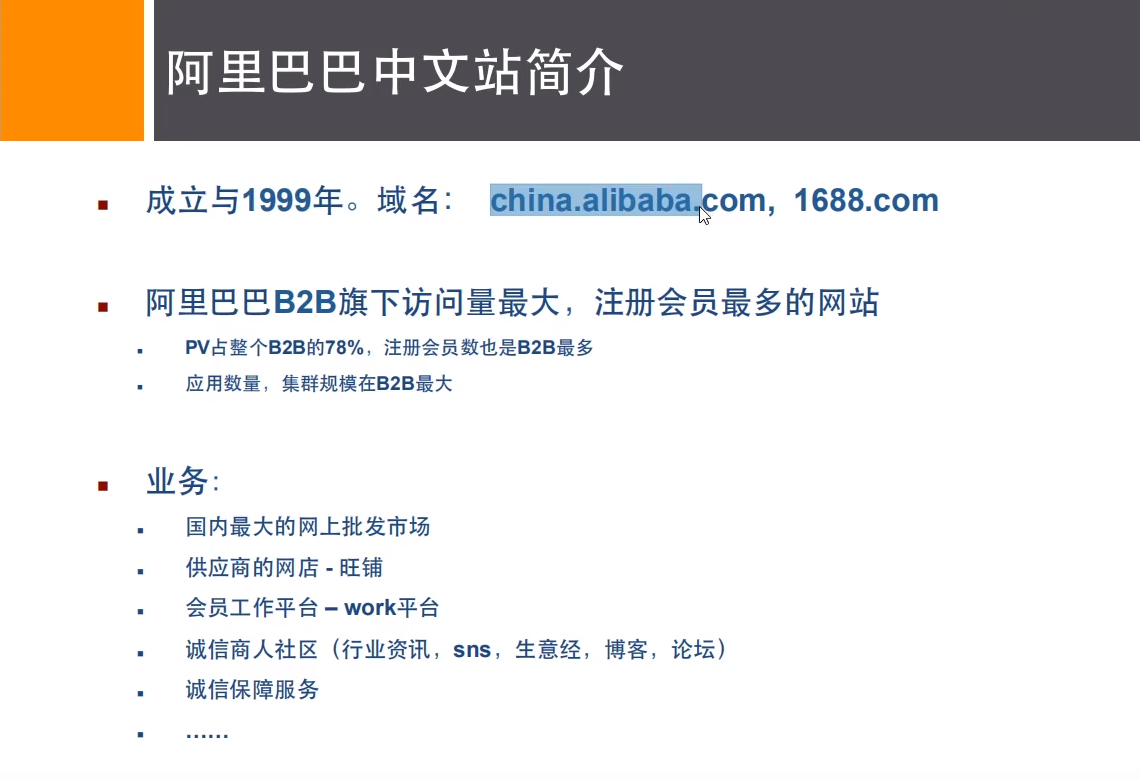 阿里巴巴中文站简介
成立与1999年。域名： china.alibaba.com, 1688.com
阿里巴巴B2B旗下访问量最大，注册会员最多的网站
PV占整个B2B的78%，注册会员数也是B2B最多
应用数量，集群规模在B2B最大
业务：
国内最大的网上批发市场
供应商的网店 - 旺铺
会员工作平台 – work平台
诚信商人社区（行业资讯，sns，生意经，博客，论坛）
诚信保障服务
……